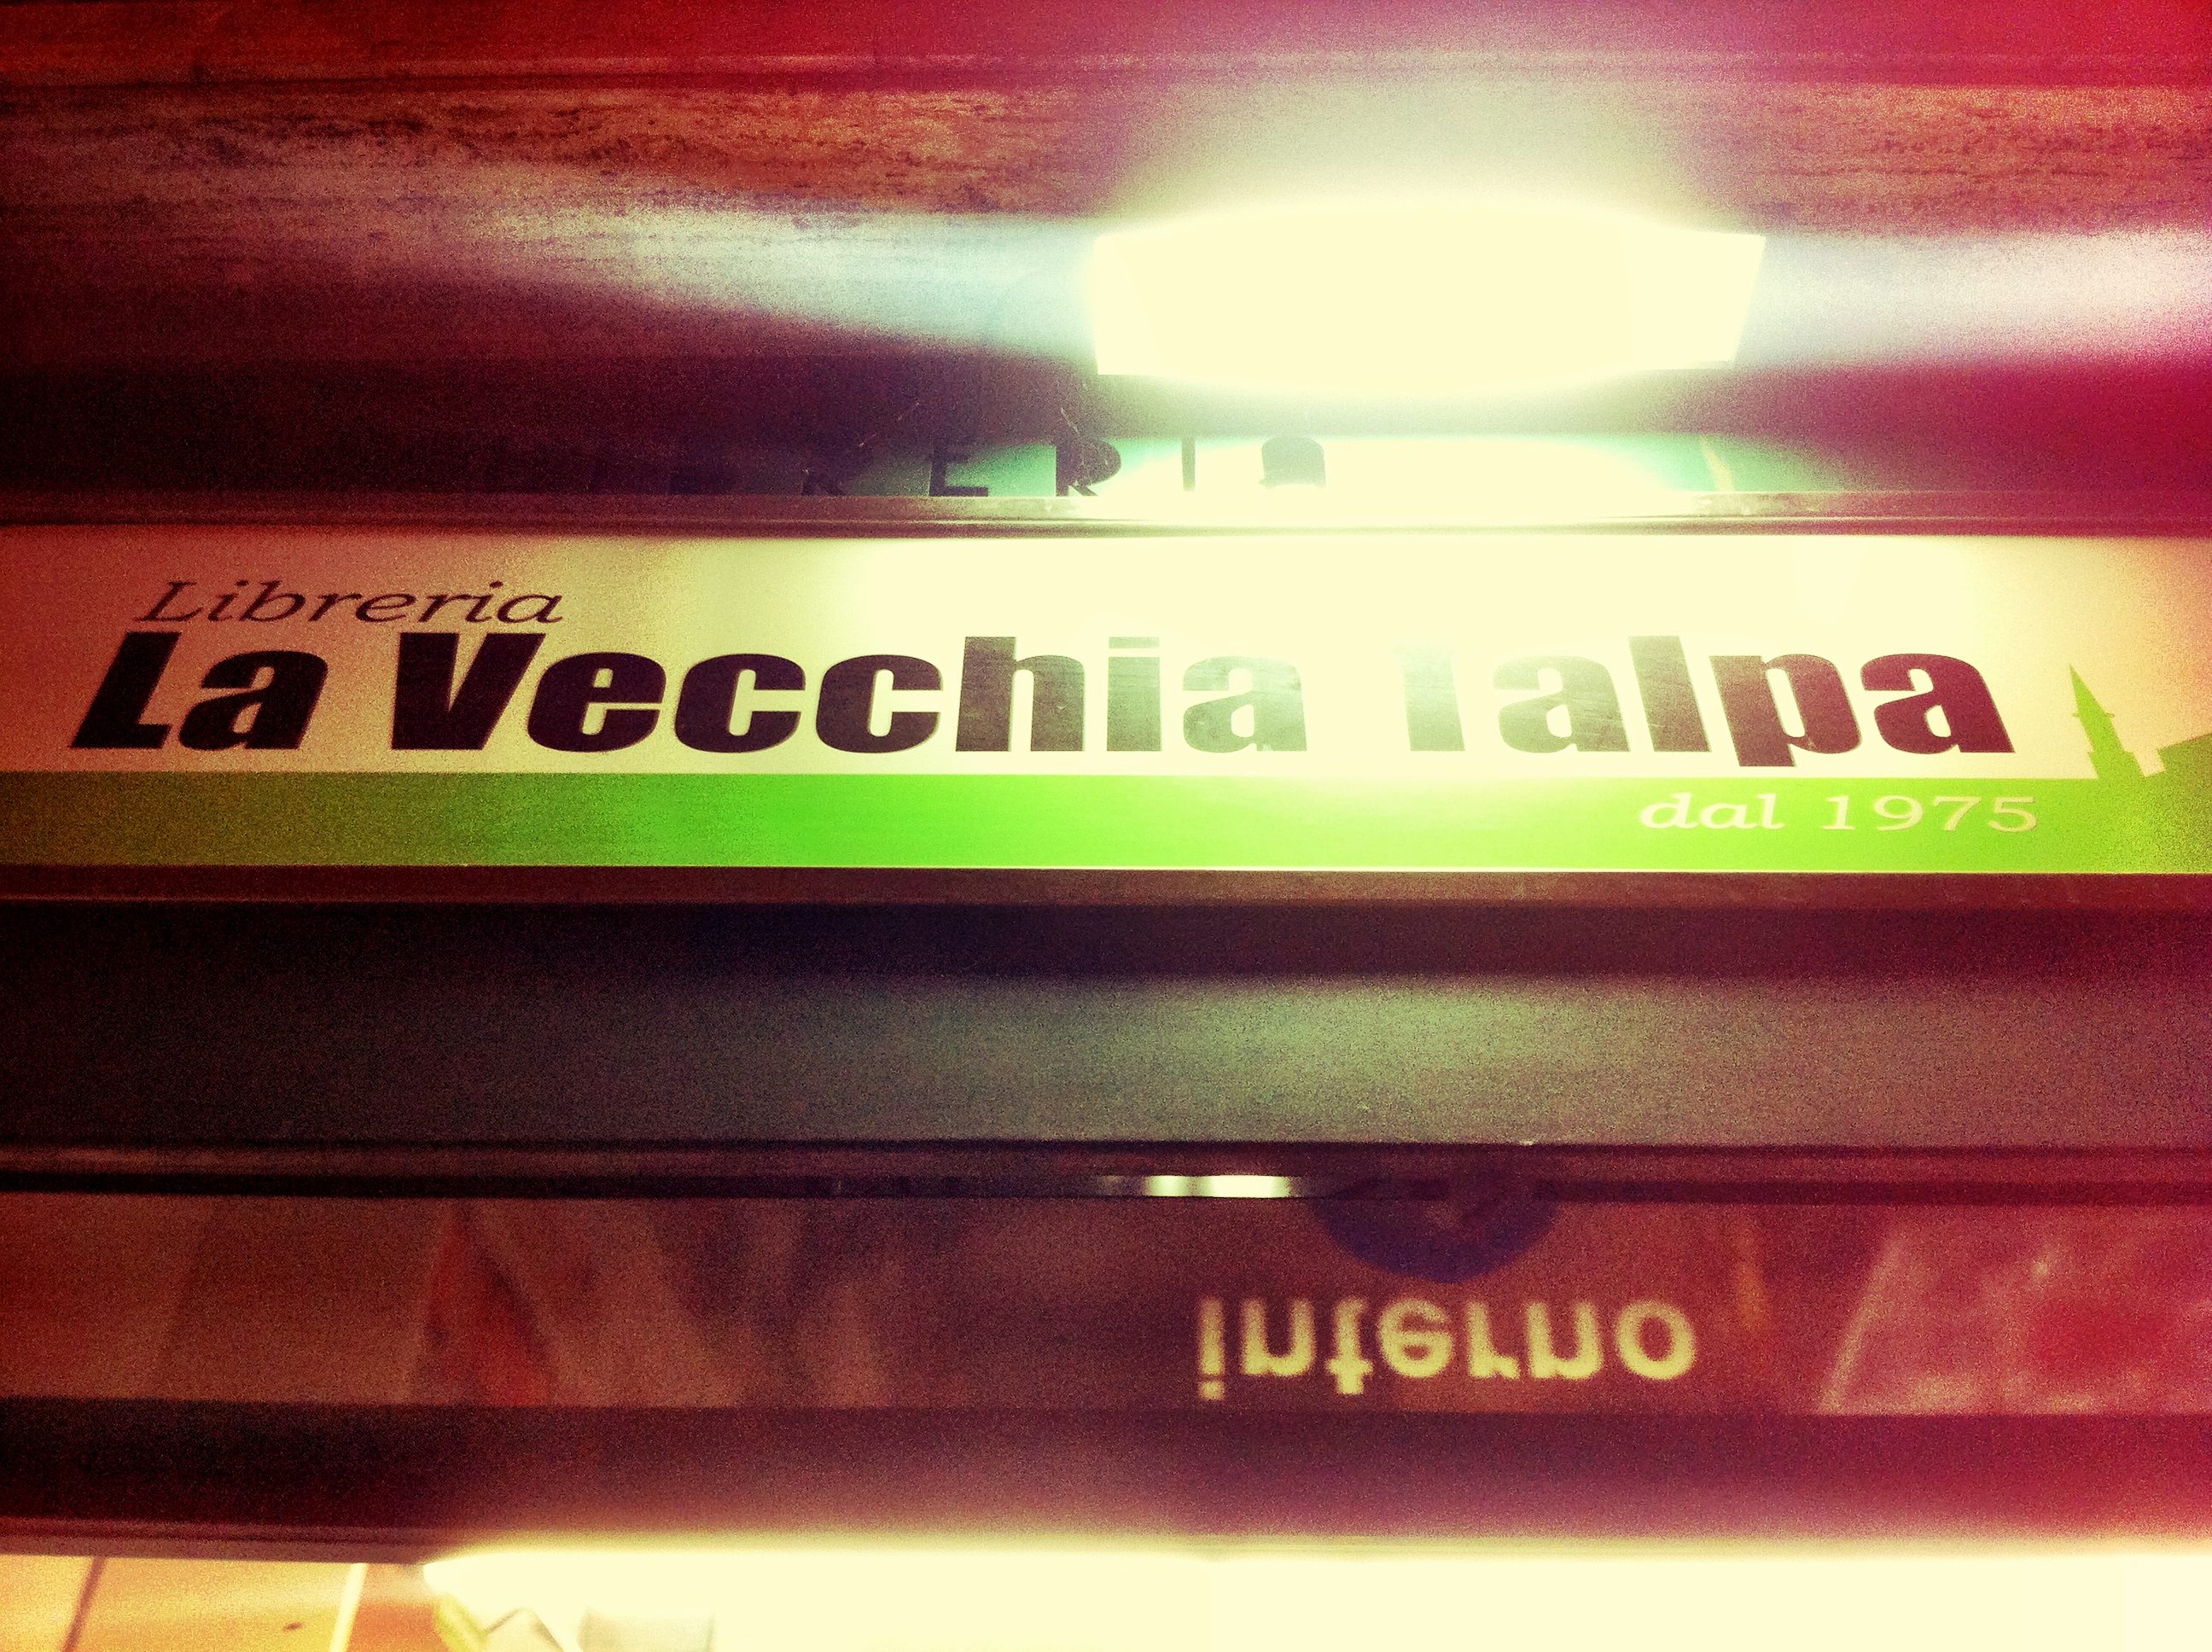 Libreria
La Vecchia Talpa
dal 1975
interno